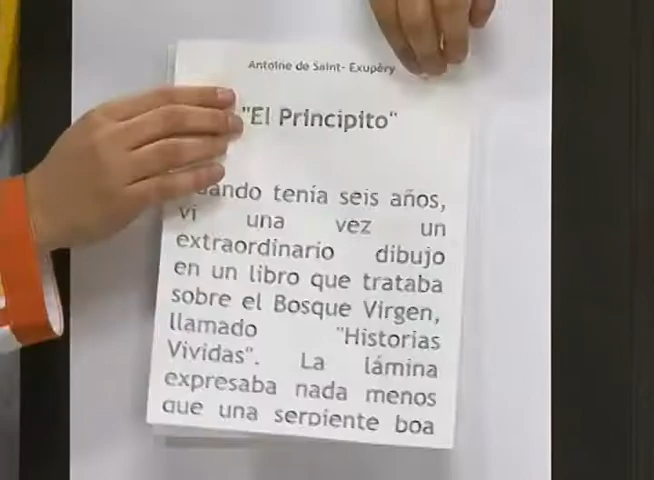 Antoine de Saint- Exupèry
"El Principito"
uando tenía seis años,
vi una vez un
extraordinario dibujo
en un libro que trataba
sobre el Bosque Virgen,
llamado "Historias
Vividas". La lámina
expresaba nada menos
que una serpiente boa